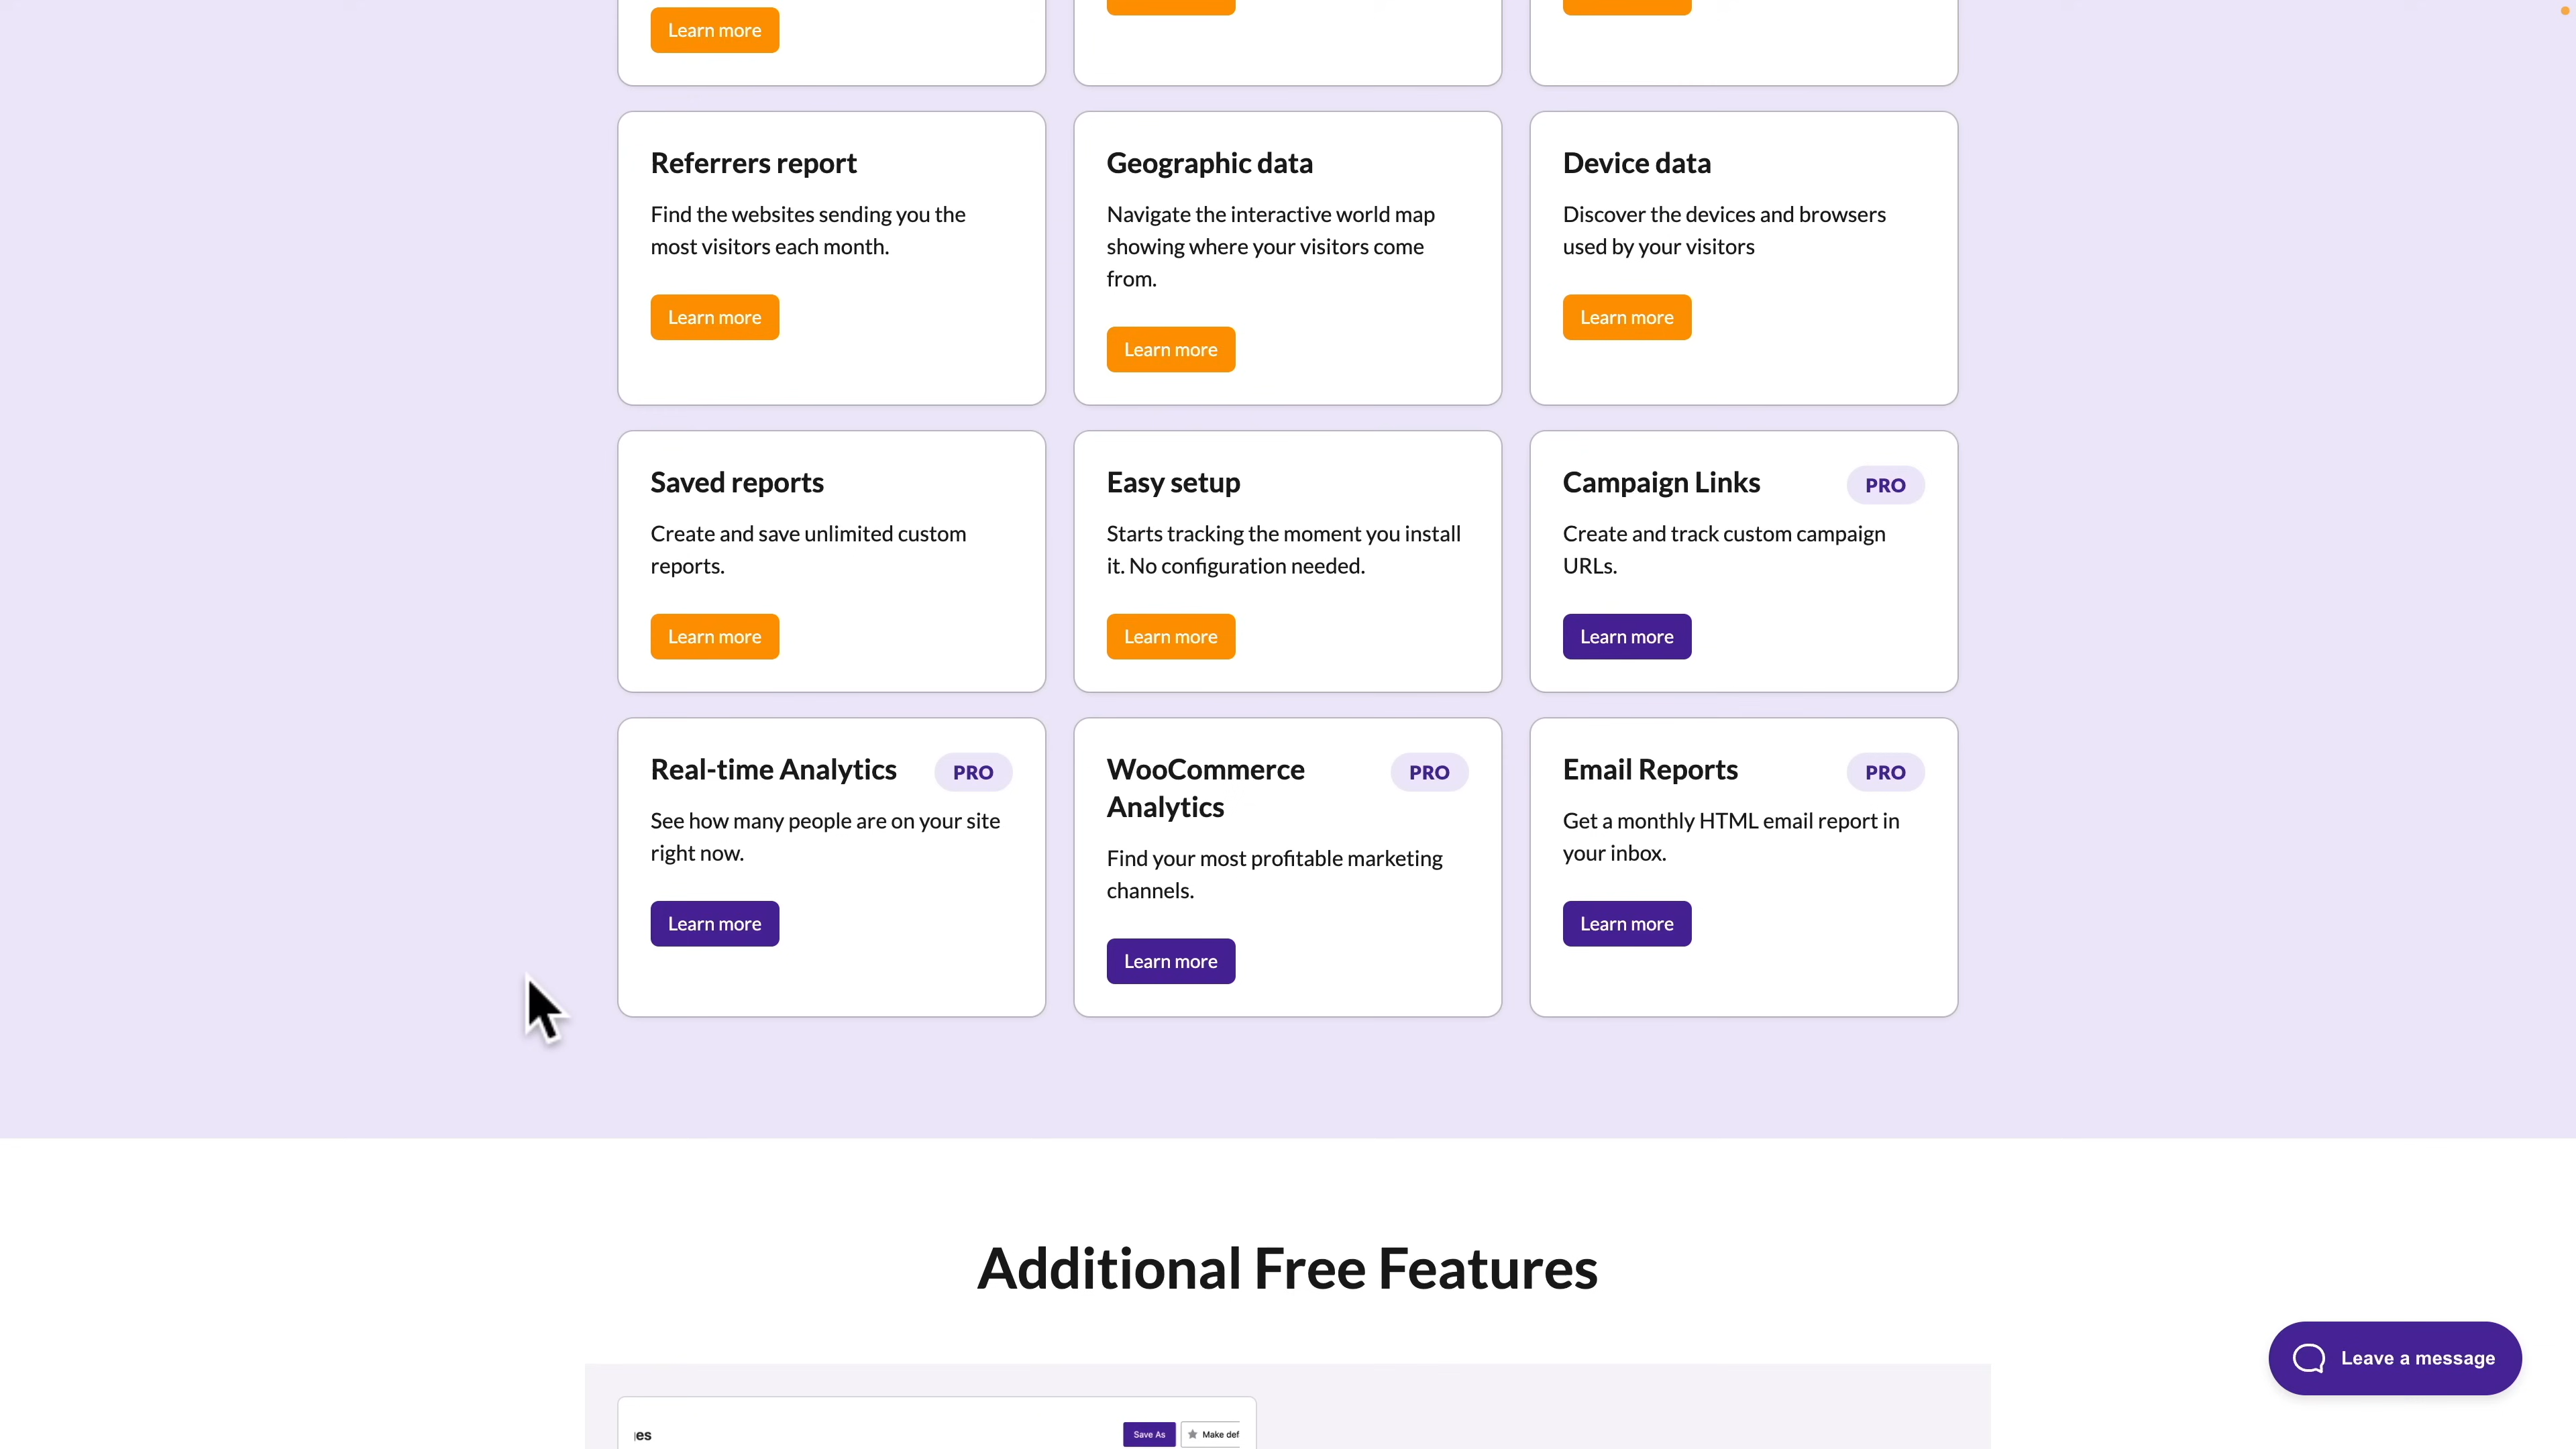 Learn more
Referrers report
Find the websites sending you the
most visitors each month.
Learn more
Geographic data
Navigate the interactive world map
showing where your visitors come
from.
Learn more
Device data
Discover the devices and browsers
used by your visitors
Learn more
Saved reports
Create and save unlimited custom
reports.
Learn more
Easy setup
Starts tracking the moment you install
it. No configuration needed.
Learn more
Campaign Links
PRO
Create and track custom campaign
URLs.
Learn more
Real-time Analytics
PRO
See how many people are on your site
right now.
Learn more
WooCommerce
Analytics
PRO
Find your most profitable marketing
channels.
Learn more
Email Reports
PRO
Get a monthly HTML email report in
your inbox.
Learn more
Additional Free Features
Leave a message
es
Save As
Make def